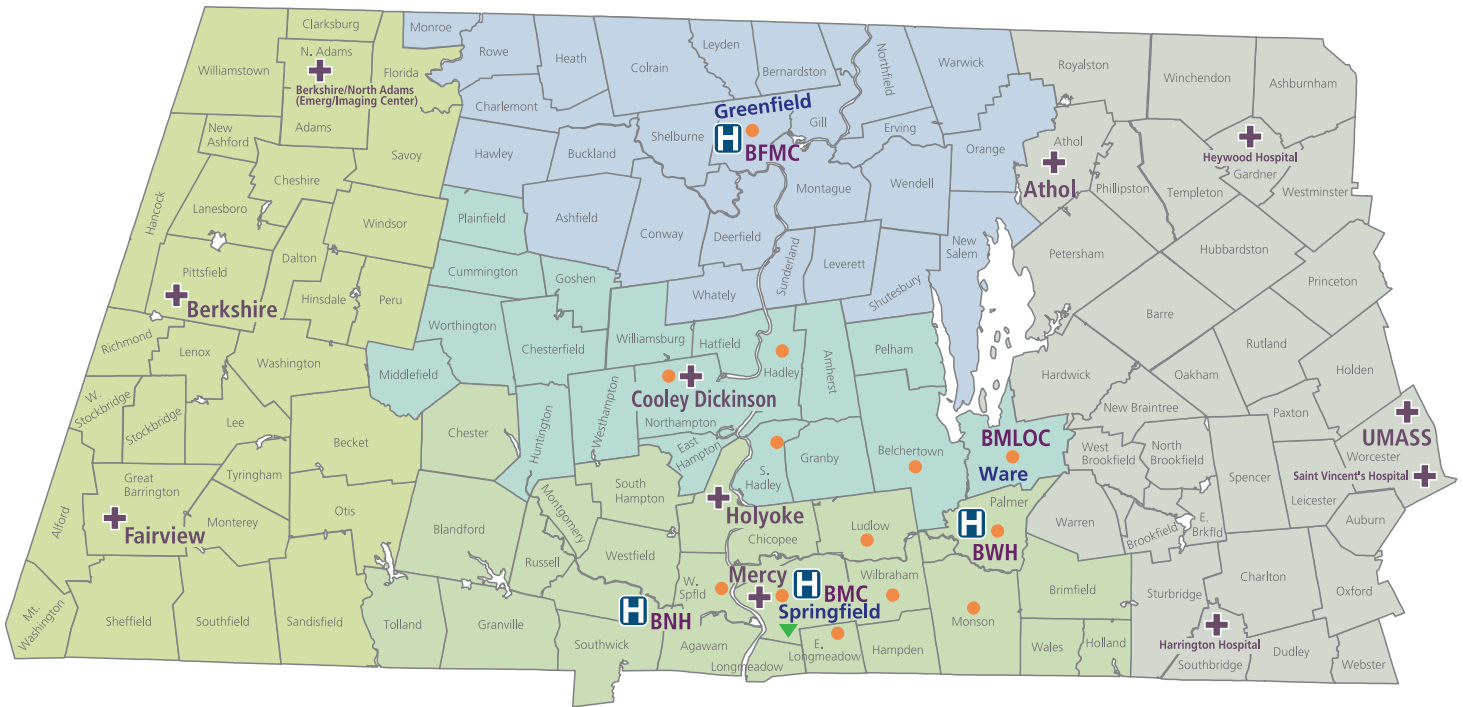 Clarksburg
Monroe
N. Adams
Williamstown
Florida
Berkshire/North Adams
(Emerg/Imaging Center)
Adams
New
Ashford
Savoy
Cheshire
Hancock
Lanesboro
Windsor
Pittsfield
Dalton
Berkshire
Hinsdale
Peru
Richmond
Lenox
Washington
W.
Stockbridge
Stockbridge
Lee
Becket
Tyringham
Great
Barrington
Alford
Fairview
Monterey
Otis
Mt.
Washington
Sheffield
Southfield
Sandisfield
Rowe
Heath
Colrain
Leyden
Bernardston
Northfield
Warwick
Charlemont
Greenfield
Gill
Shelburne
H
BFMC
Erving
Orange
Hawley
Buckland
Montague
Wendell
Ashfield
Conway
Deerfield
Sunderland
Leverett
New
Salem
Shutesbury
Whately
Plainfield
Cummington
Goshen
Worthington
Chesterfield
Williamsburg
Hatfield
Hadley
Amherst
Pelham
Middlefield
Cooley Dickinson
Northampton
Westhampton
Huntington
East
Hampton
S.
Hadley
Granby
Belchertown
BMLOC
Ware
Chester
Blandford
Montgomery
South
Hampton
Holyoke
Chicopee
Ludlow
Palmer
H
BWH
Russell
Westfield
W.
Spfld
Mercy
H
BMC
Springfield
Wilbraham
H
BNH
Tolland
Granville
Southwick
Agawam
Longmeadow
E.
Longmeadow
Hampden
Monson
Brimfield
Wales
Holland
Royalston
Winchendon
Ashburnham
Athol
Athol
Phillipston
Templeton
Heywood Hospital
Gardner
Westminster
Petersham
Hubbardston
Princeton
Barre
Rutland
Hardwick
Oakham
Holden
New Braintree
Paxton
UMASS
Worcester
West
Brookfield
North
Brookfield
Spencer
Saint Vincent's Hospital
Leicester
Auburn
Warren
Brookfield
E.
Brkfld
Charlton
Oxford
Sturbridge
Harrington Hospital
Southbridge
Dudley
Webster